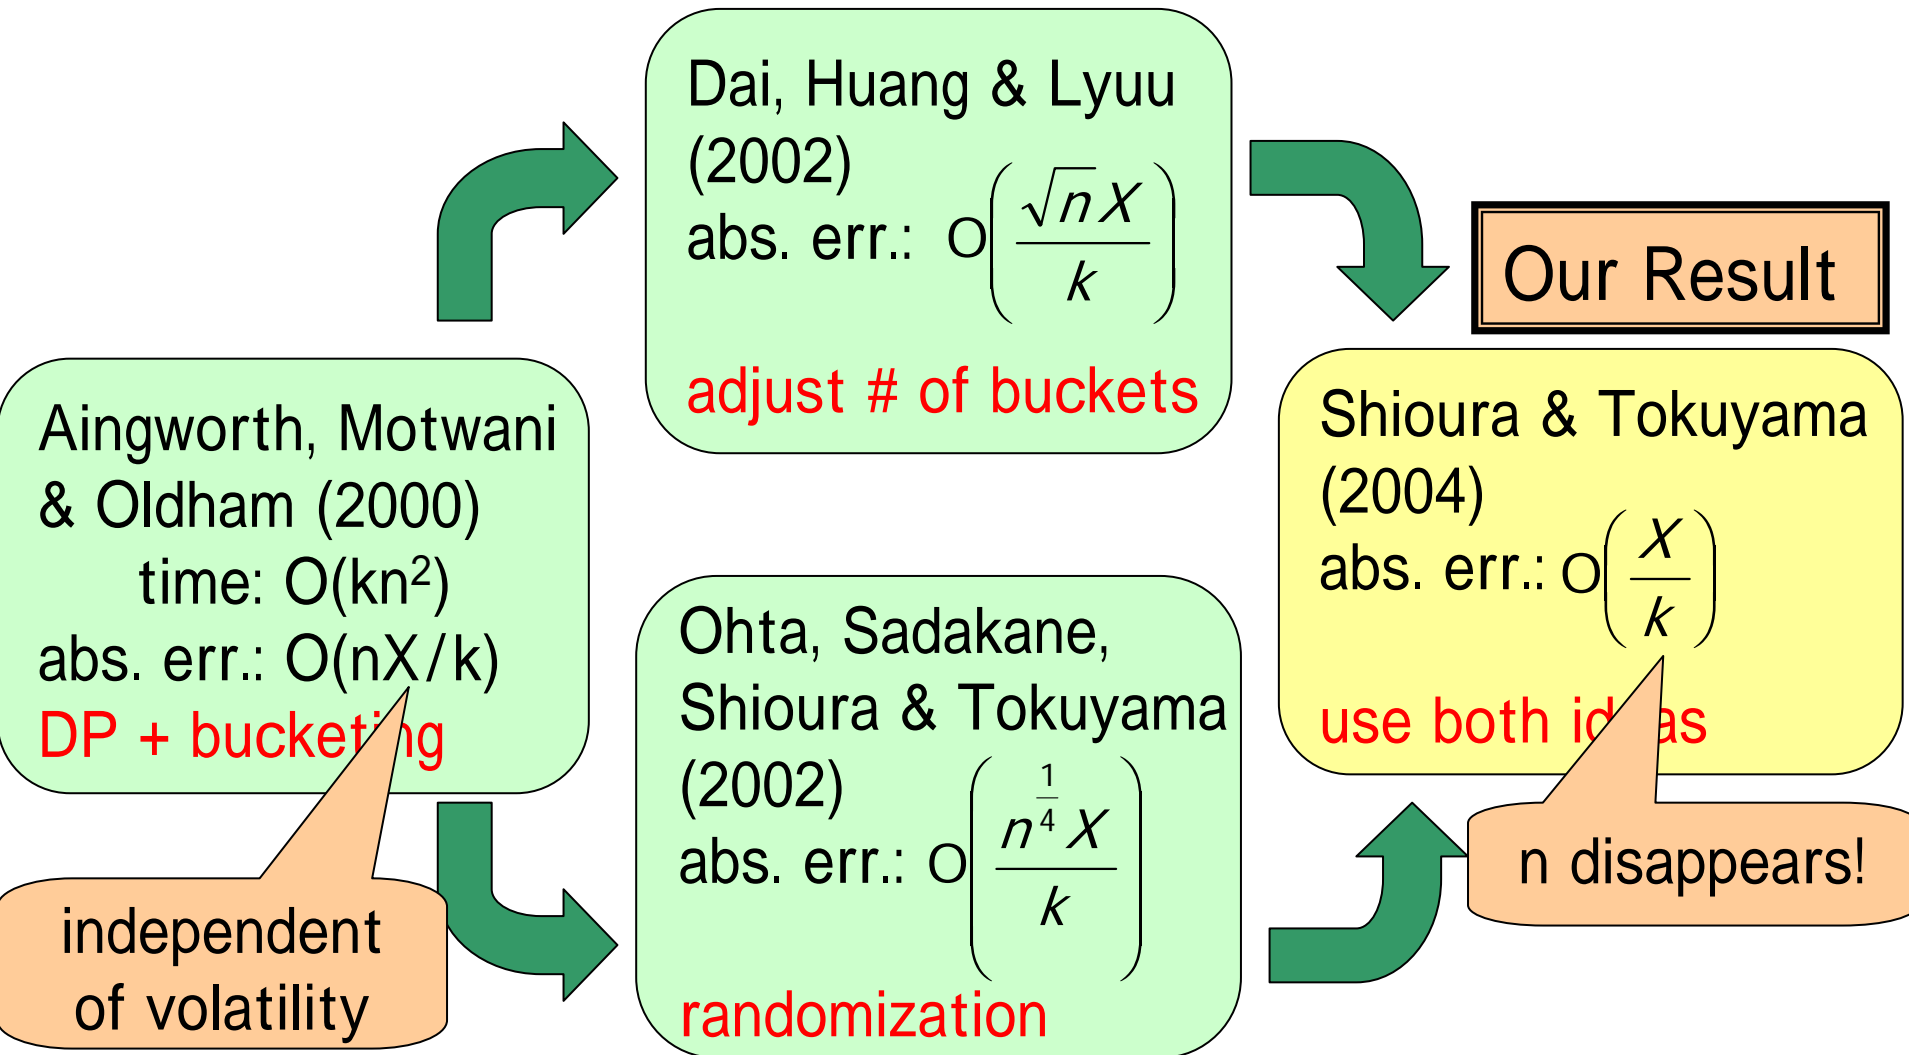 Aingworth, Motwani
& Oldham (2000)
time: O(kn²)
abs. err.: O(nX/k)
DP + bucketing
independent
of volatility
Dai, Huang & Lyuu
(2002)
abs. err.: O(√n X / k)
adjust # of buckets
Ohta, Sadakane,
Shioura & Tokuyama
(2002)
abs. err.: O(n^(1/4) X / k)
randomization
Our Result
Shioura & Tokuyama
(2004)
abs. err.: O(X / k)
use both ideas
n disappears!